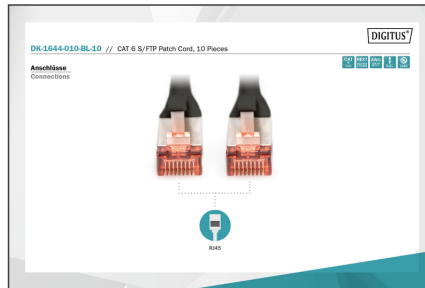 DIGITUS®
DK-1644-010-BL-10 // CAT 6 S/FTP Patch Cord, 10 Pieces
Anschlüsse
Connections
RJ45